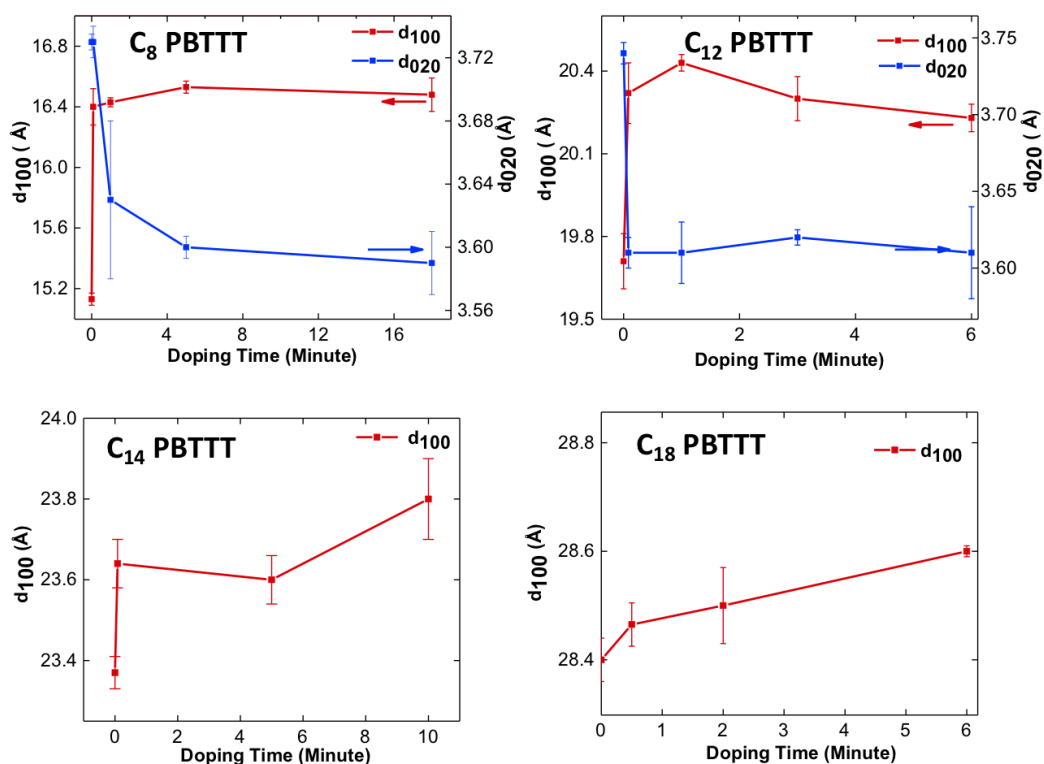 C8 PBTTT
d100
d020
16.8
16.4
16.0
15.6
15.2
d100 (Å)
3.72
3.68
3.64
3.60
3.56
d020 (Å)
0 4 8 12 16
Doping Time (Minute)
C12 PBTTT
d100
d020
20.4
20.1
19.8
19.5
d100 (Å)
3.75
3.70
3.65
3.60
d020 (Å)
0 2 4 6
Doping Time (Minute)
C14 PBTTT
d100
24.0
23.8
23.6
23.4
d100 (Å)
0 2 4 6 8 10
Doping Time (Minute)
C18 PBTTT
d100
28.8
28.6
28.4
d100 (Å)
0 1 2 3 4 5 6
Doping Time (Minute)